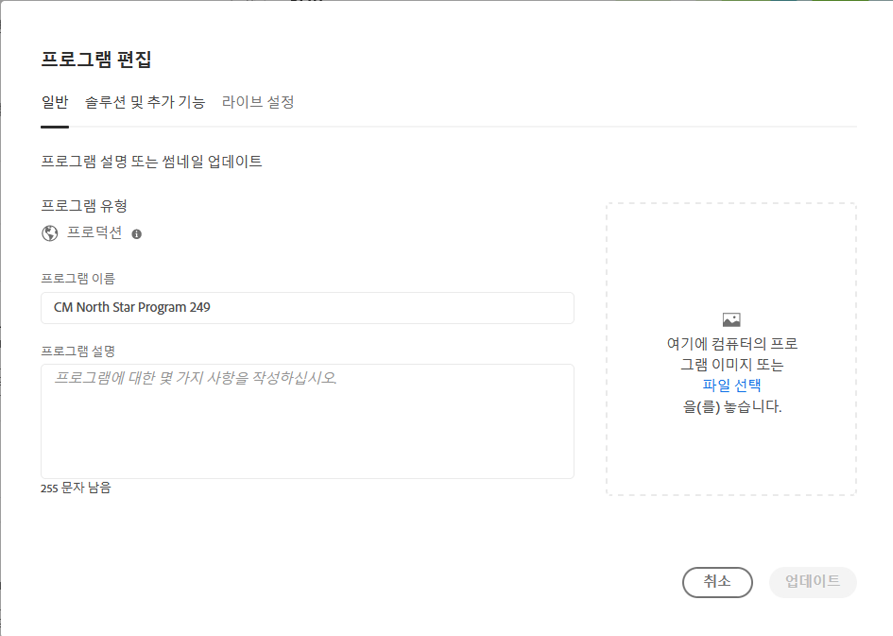 프로그램 편집
일반 솔루션 및 추가 기능 라이브 설정
프로그램 설명 또는 썸네일 업데이트
프로그램 유형
프로덕션
프로그램 이름
CM North Star Program 249
프로그램 설명
프로그램에 대한 몇 가지 사항을 작성하십시오.
255 문자 남음
여기에 컴퓨터의 프로
그램 이미지 또는
파일 선택
을(를) 놓습니다.
취소 업데이트